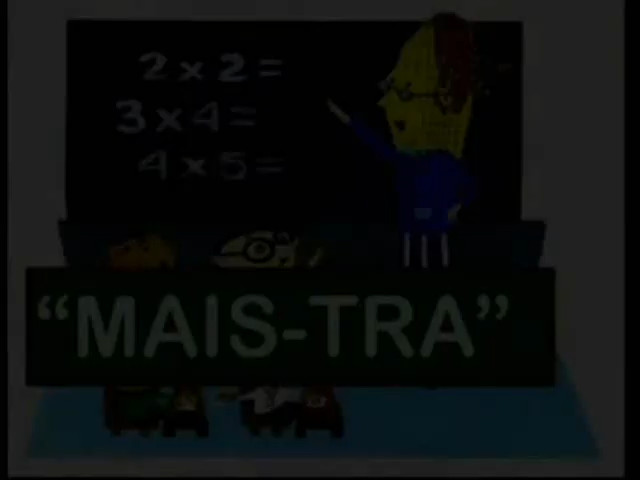 2 x 2 =
3 x 4 =
4 x 5 =
“MAIS-TRA”